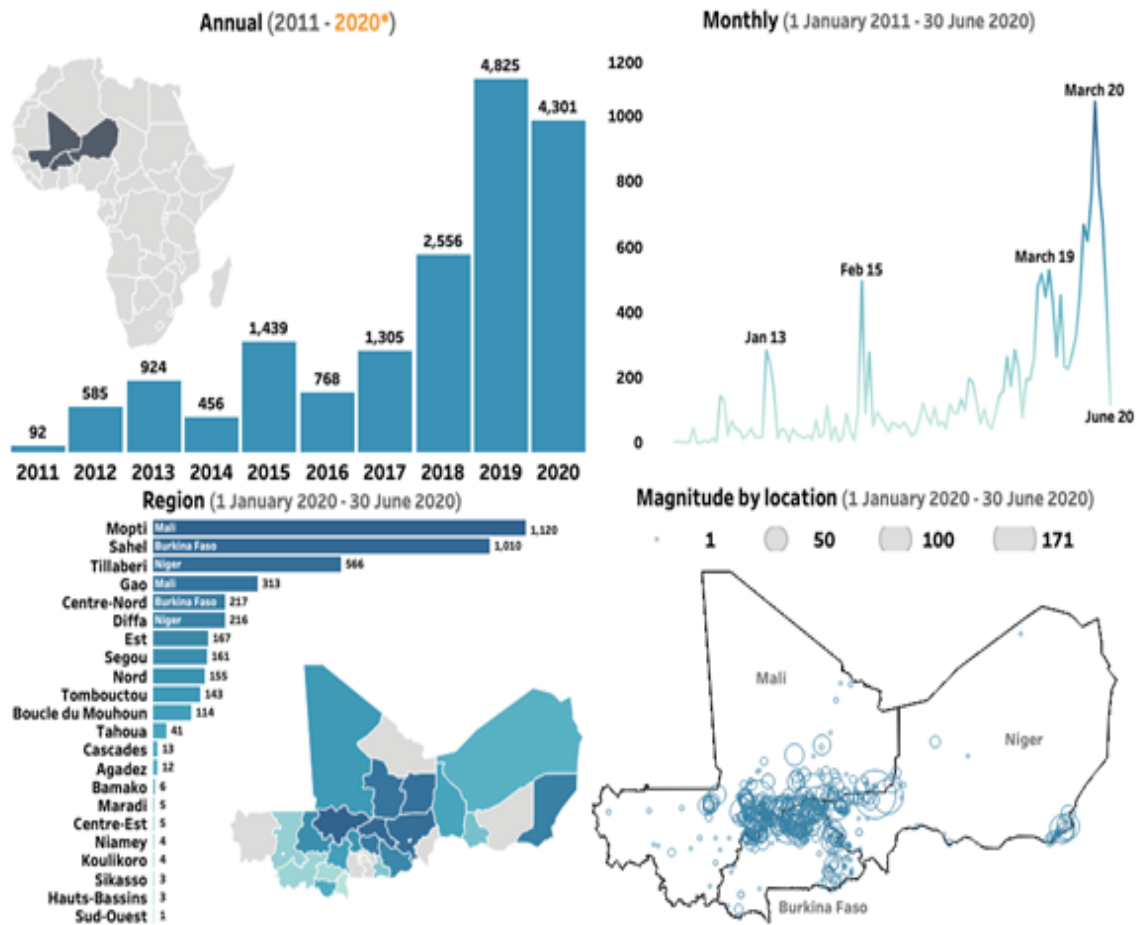 Annual (2011 - 2020*)
92
585
924
456
1,439
768
1,305
2,556
4,825
4,301
2011 2012 2013 2014 2015 2016 2017 2018 2019 2020
Monthly (1 January 2011 - 30 June 2020)
1200
1000
800
600
400
200
0
Jan 13
Feb 15
March 19
March 20
June 20
Region (1 January 2020 - 30 June 2020)
Mopti Mali 1,120
Sahel Burkina Faso 1,010
Tillaberi Niger 566
Gao Mali 313
Centre-Nord Burkina Faso 217
Diffa Niger 216
Est 167
Segou 161
Nord 155
Tombouctou 143
Boucle du Mouhoun 114
Tahoua 41
Cascades 13
Agadez 12
Bamako 6
Maradi 5
Centre-Est 5
Niamey 4
Koulikoro 4
Sikasso 3
Hauts-Bassins 3
Sud-Ouest 1
Magnitude by location (1 January 2020 - 30 June 2020)
1 50 100 171
Mali
Niger
Burkina Faso